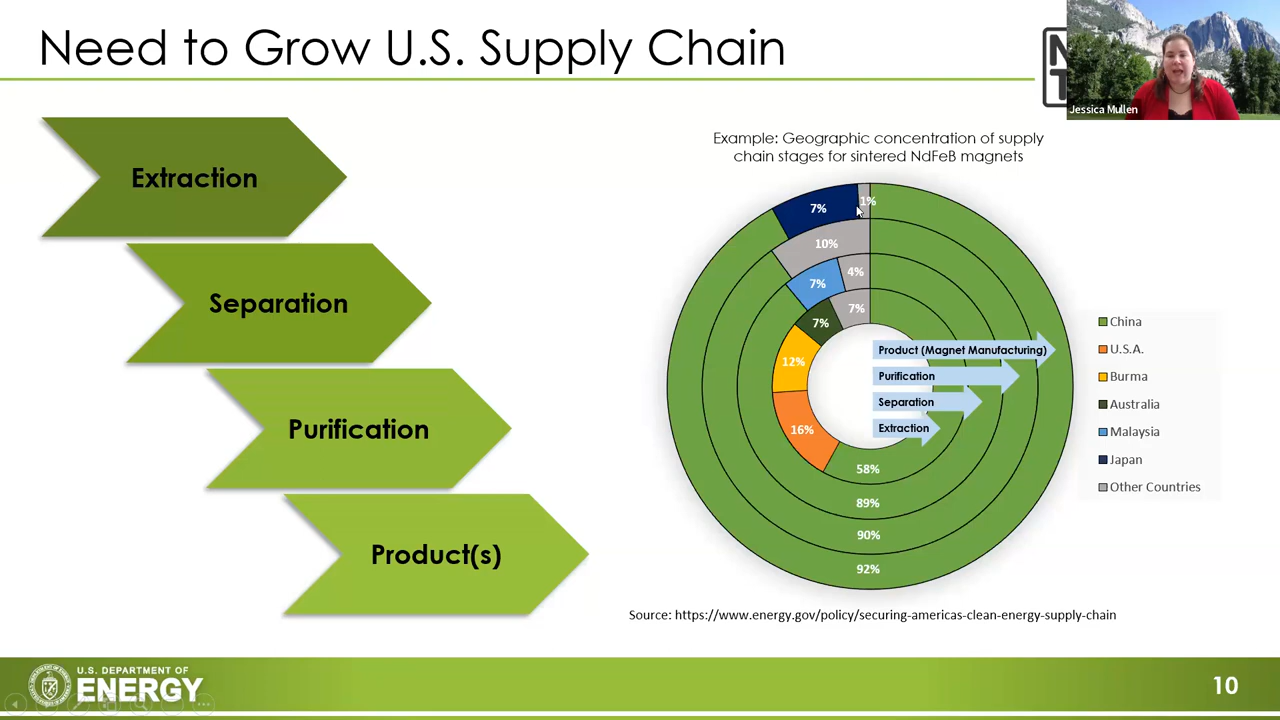 Need to Grow U.S. Supply Chain
Jessica Mullen
Extraction
Separation
Purification
Product(s)
Example: Geographic concentration of supply
chain stages for sintered NdFeB magnets
7%
1%
10%
7%
4%
7%
7%
12%
16%
58%
89%
90%
92%
Product (Magnet Manufacturing)
Purification
Separation
Extraction
China
U.S.A.
Burma
Australia
Malaysia
Japan
Other Countries
Source: https://www.energy.gov/policy/securing-americas-clean-energy-supply-chain
U.S. DEPARTMENT OF
ENERGY
10